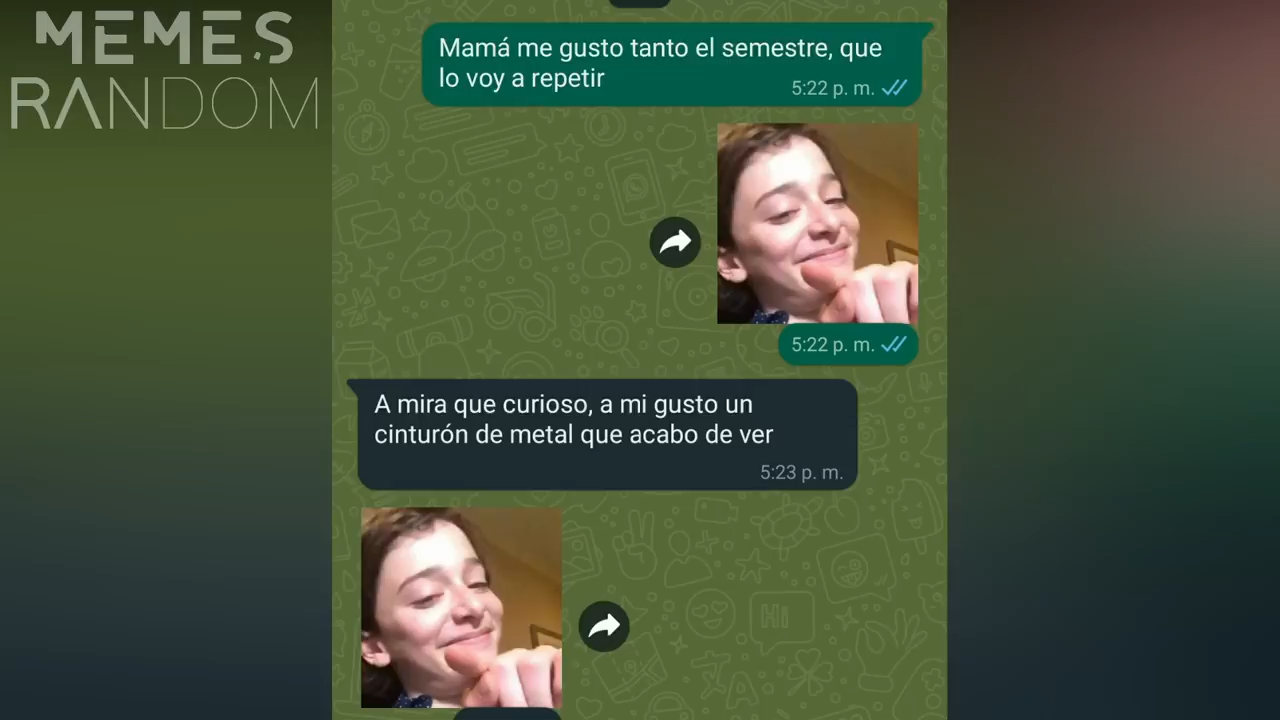 MEMES
RANDOM
Mamá me gusto tanto el semestre, que
lo voy a repetir
5:22 p. m.
5:22 p. m.
A mira que curioso, a mi gusto un
cinturón de metal que acabo de ver
5:23 p. m.